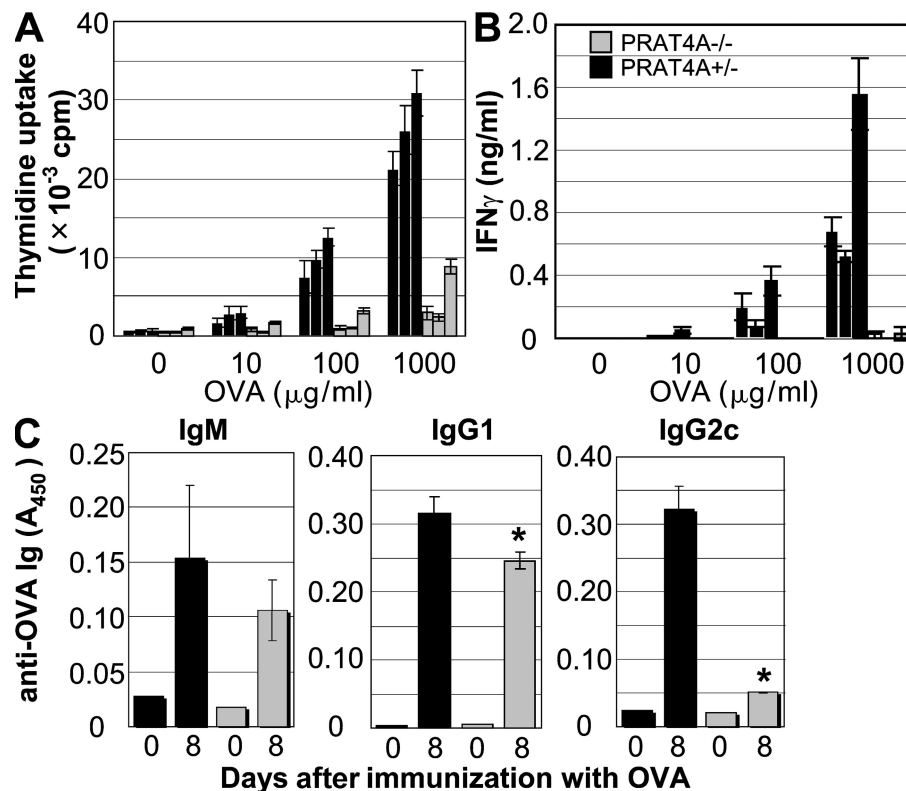 A
Thymidine uptake
(× 10⁻³ cpm)
40
30
20
10
0
0 10 100 1000
OVA (μg/ml)
B
PRAT4A-/-
PRAT4A+/-
IFNγ (ng/ml)
2.0
1.6
1.2
0.8
0.4
0
0 10 100 1000
OVA (μg/ml)
C
anti-OVA Ig (A₄₅₀)
IgM
0.25
0.20
0.15
0.10
0.05
0
0 8 0 8
IgG1
0.40
0.30
0.20
0.10
0
*
0 8 0 8
IgG2c
0.40
0.30
0.20
0.10
0
*
0 8 0 8
Days after immunization with OVA